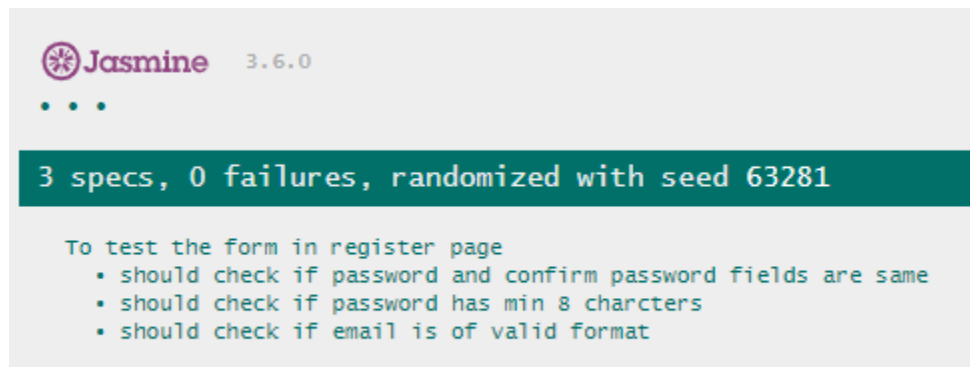 Jasmine 3.6.0
• • •
3 specs, 0 failures, randomized with seed 63281
To test the form in register page
• should check if password and confirm password fields are same
• should check if password has min 8 charcters
• should check if email is of valid format